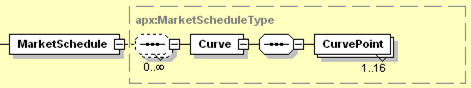 apx:MarketScheduleType
MarketSchedule
Curve
CurvePoint
0..∞
1..16